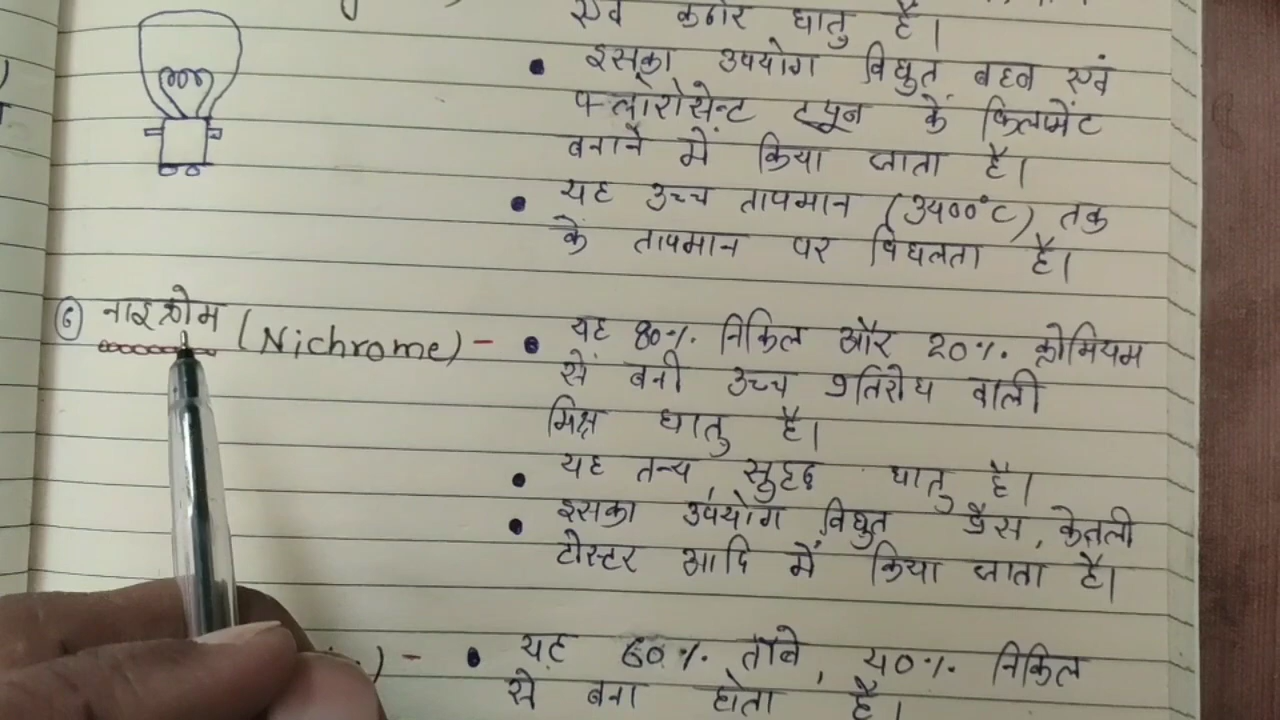 एवं कठोर धातु है।
• इसका उपयोग विद्युत बल्ब एवं
फ्लोरोसेन्ट ट्यूब के फिलामेंट
बनाने में किया जाता है।
• यह उच्च तापमान (3400°C) तक
के तापमान पर पिघलता है।
⑥ नाइक्रोम (Nichrome) - • यह 80%. निकिल और 20%. क्रोमियम
से बनी उच्च प्रतिरोध वाली
मिश्र धातु है।
• यह तन्य, सुदृढ़ धातु है।
• इसका उपयोग विद्युत प्रैस, केतली
टोस्टर आदि में किया जाता है।
) - • यह 60%. ताँबे, 40%. निकिल
से बना होता है।